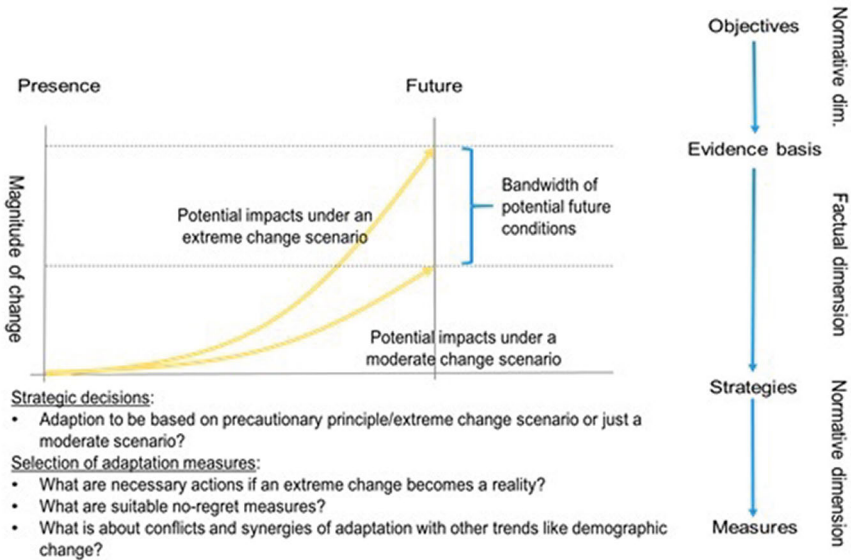 Presence
Future
Magnitude of change
Potential impacts under an
extreme change scenario
Bandwidth of
potential future
conditions
Potential impacts under a
moderate change scenario
Strategic decisions:
• Adaption to be based on precautionary principle/extreme change scenario or just a
moderate scenario?
Selection of adaptation measures:
• What are necessary actions if an extreme change becomes a reality?
• What are suitable no-regret measures?
• What is about conflicts and synergies of adaptation with other trends like demographic
change?
Objectives
Evidence basis
Strategies
Measures
Normative dim.
Factual dimension
Normative dimension